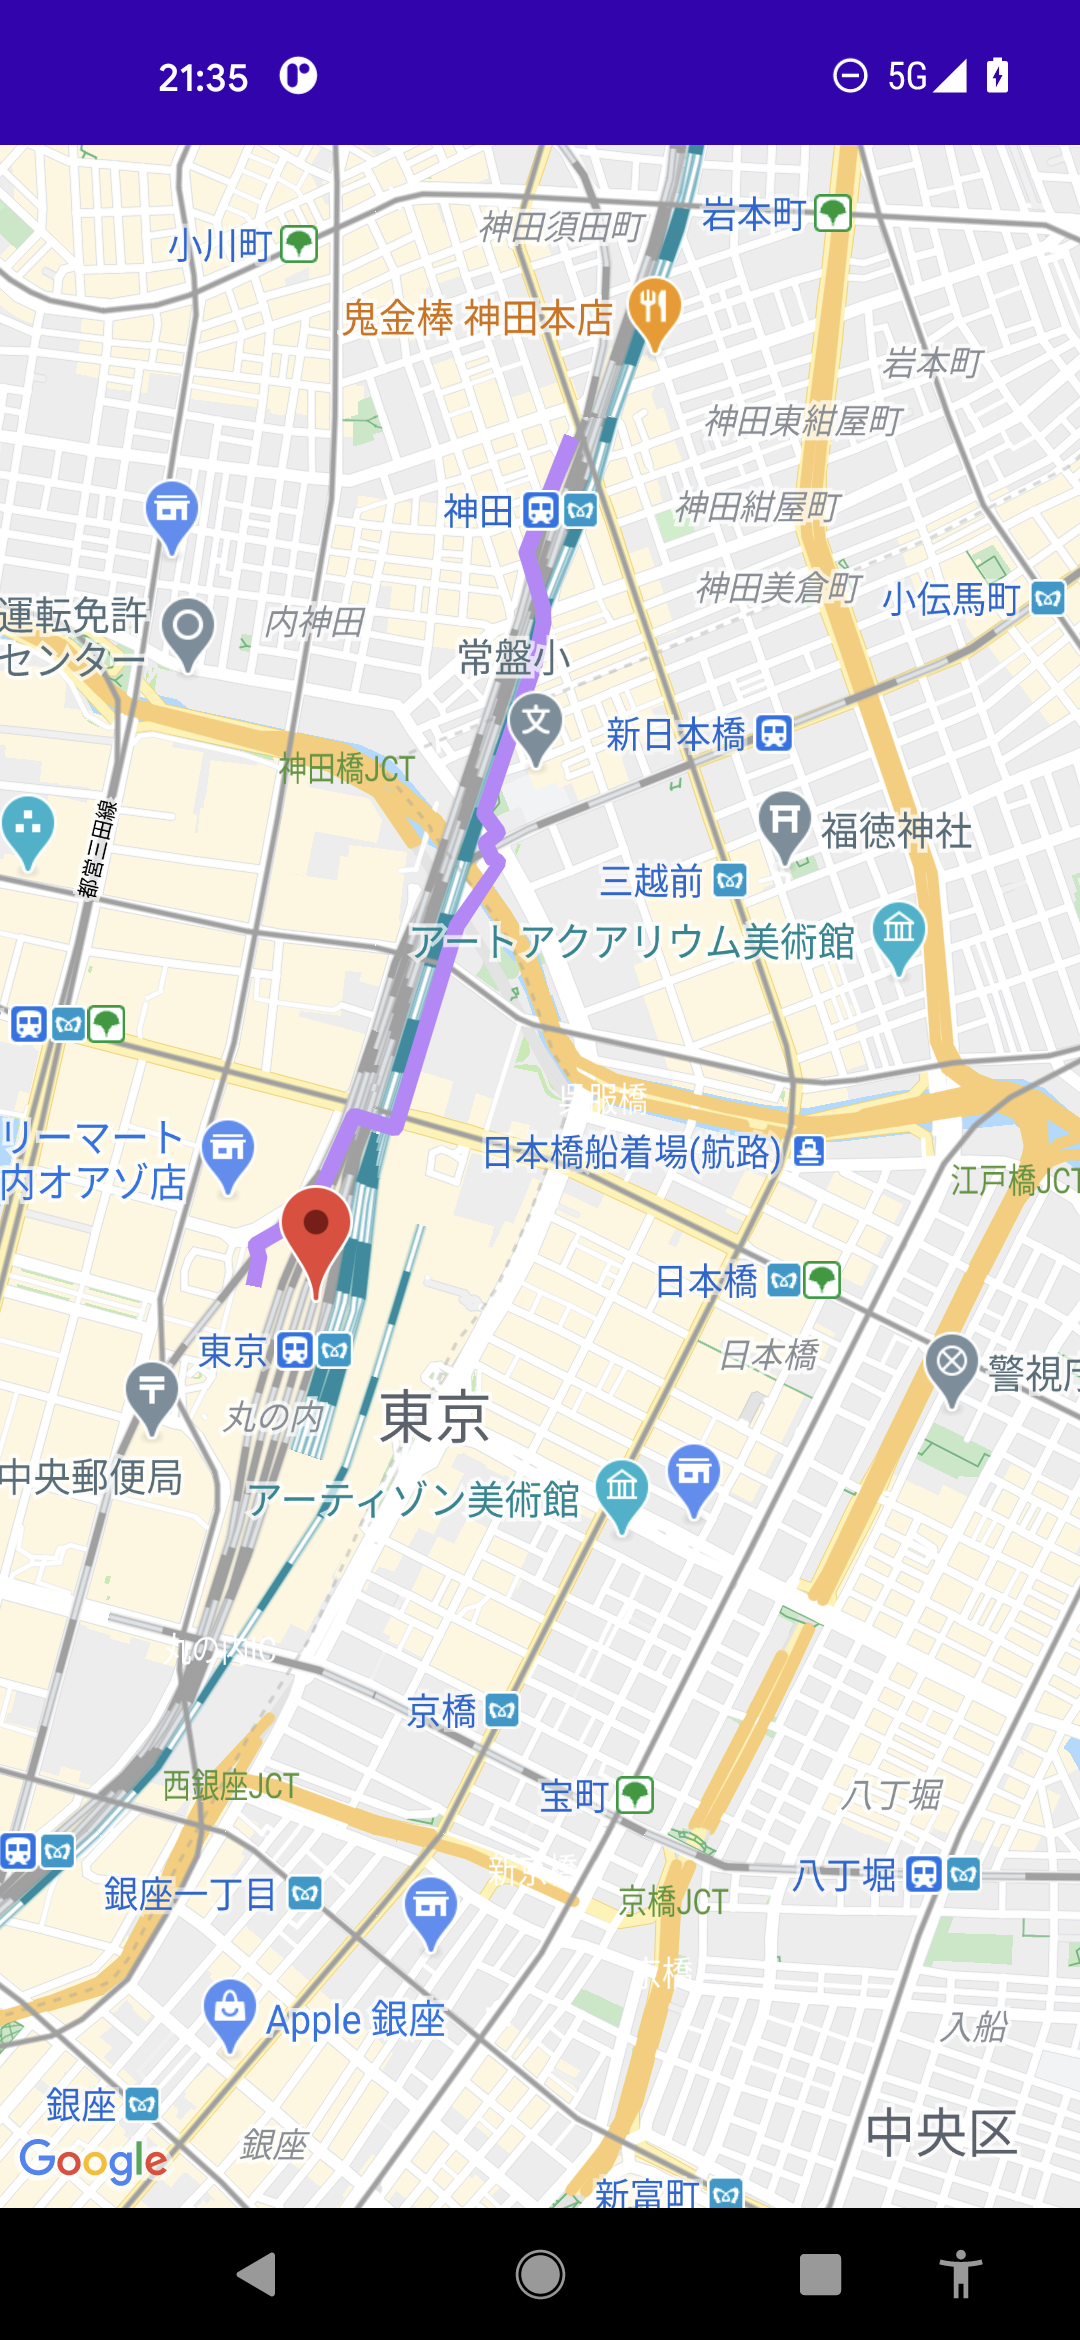 21:35
5G
神田須田町
岩本町
小川町
鬼金棒 神田本店
岩本町
神田東紺屋町
神田
神田紺屋町
神田美倉町
小伝馬町
運転免許
センター
内神田
常盤小
新日本橋
神田橋JCT
都営三田線
福徳神社
三越前
アートアクアリウム美術館
呉服橋
リーマート
内オアゾ店
日本橋船着場(航路)
江戸橋JCT
日本橋
東京
日本橋
警視庁
丸の内
東京
中央郵便局
アーティゾン美術館
丸の内IC
京橋
西銀座JCT
宝町
八丁堀
新京橋
八丁堀
銀座一丁目
京橋JCT
京橋
Apple 銀座
入船
銀座
中央区
銀座
Google
新富町